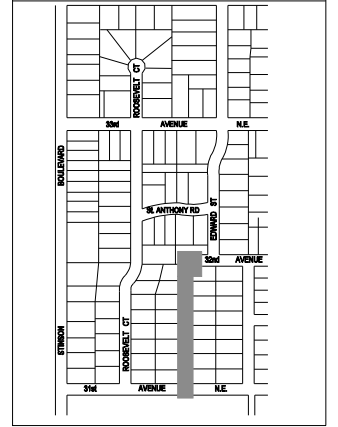 ROOSEVELT CT
33rd AVENUE N.E.
BOULEVARD
St. ANTHONY RD
EDWARD ST
32nd AVENUE
STINSON
ROOSEVELT CT
31st AVENUE N.E.